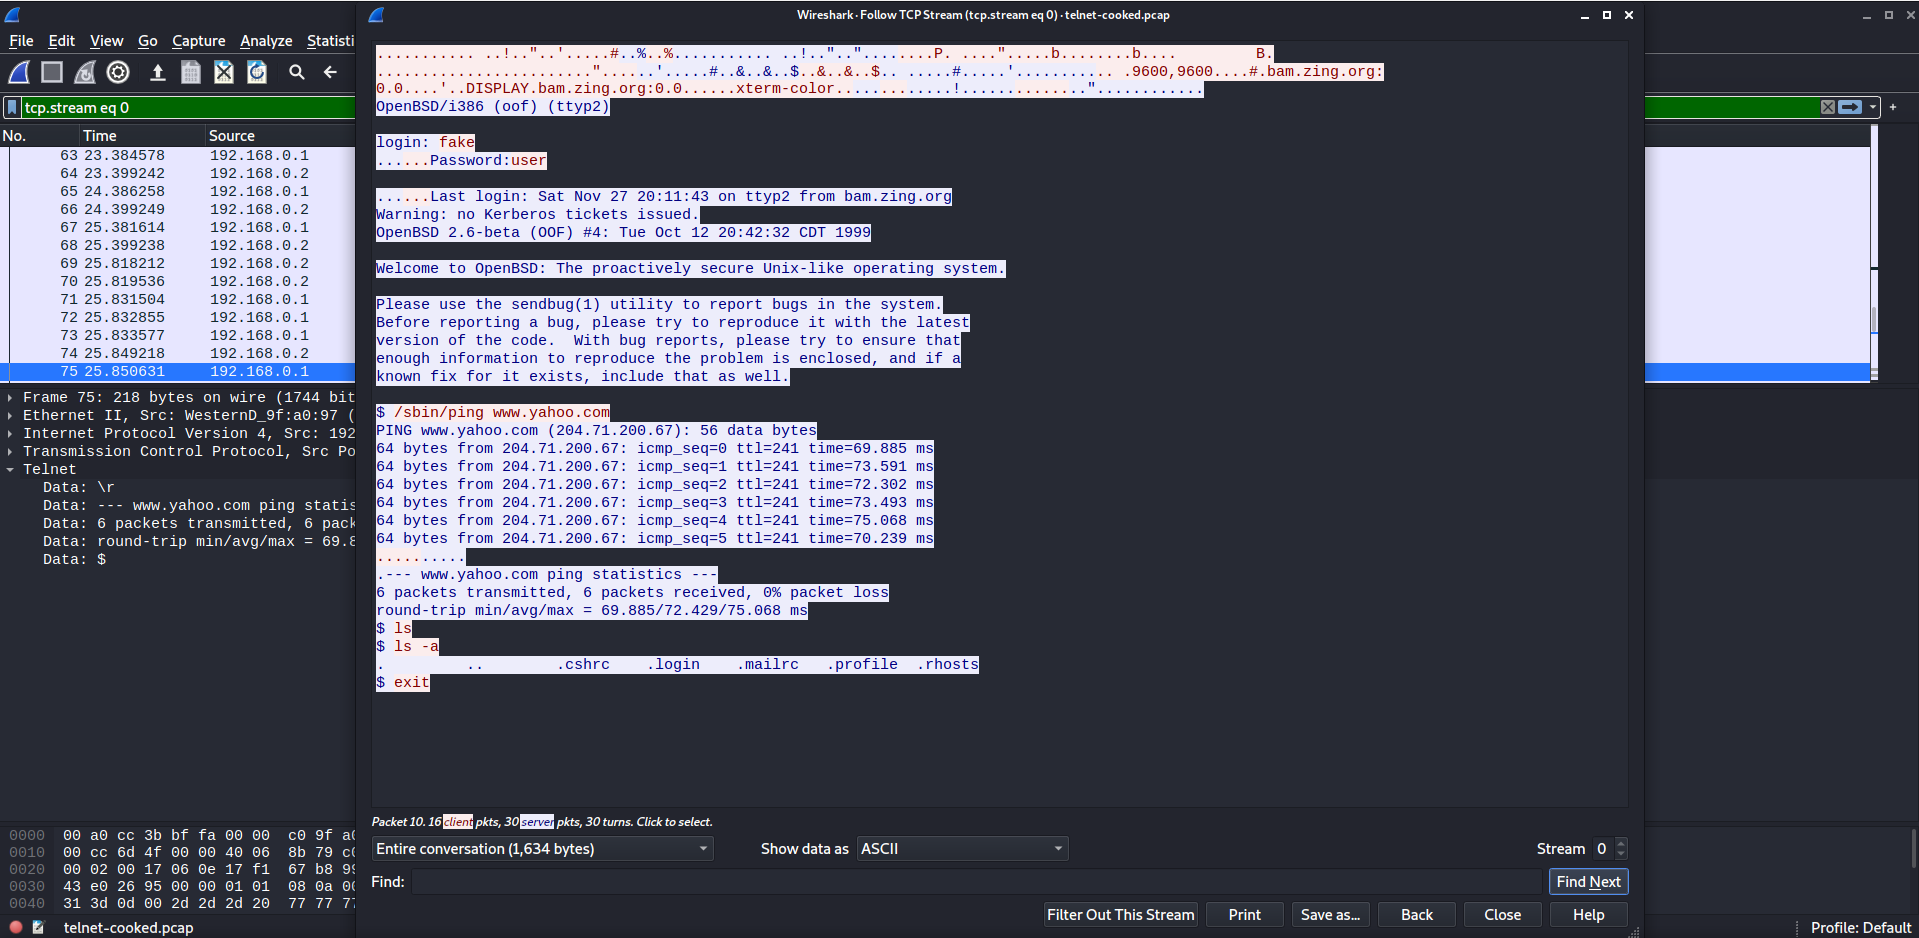 Wireshark · Follow TCP Stream (tcp.stream eq 0) · telnet-cooked.pcap
File Edit View Go Capture Analyze Statisti
tcp.stream eq 0
No. Time Source
63 23.384578 192.168.0.1
64 23.399242 192.168.0.2
65 24.386258 192.168.0.1
66 24.399249 192.168.0.2
67 25.381614 192.168.0.1
68 25.399238 192.168.0.2
69 25.818212 192.168.0.2
70 25.819536 192.168.0.2
71 25.831504 192.168.0.1
72 25.832855 192.168.0.1
73 25.833577 192.168.0.1
74 25.849218 192.168.0.2
75 25.850631 192.168.0.1
Frame 75: 218 bytes on wire (1744 bit
Ethernet II, Src: WesternD_9f:a0:97 (
Internet Protocol Version 4, Src: 192
Transmission Control Protocol, Src Po
Telnet
Data: \r
Data: --- www.yahoo.com ping statis
Data: 6 packets transmitted, 6 pack
Data: round-trip min/avg/max = 69.8
Data: $
0000 00 a0 cc 3b bf fa 00 00 c0 9f a0
0010 00 cc 6d 4f 00 00 40 06 8b 79 c0
0020 00 02 00 17 06 0e 17 f1 67 b8 99
0030 43 e0 26 95 00 00 01 01 08 0a 00
0040 31 3d 0d 00 2d 2d 2d 20 77 77 77
telnet-cooked.pcap
........... ..!.."..'.....#..%..%........... ..!..".."........P. .....".....b........b.... B.
........................"......'.....#..&..&..$..&..&..$.. .....#.....'........... .9600,9600....#.bam.zing.org:
0.0....'..DISPLAY.bam.zing.org:0.0......xterm-color.............!..............."............
OpenBSD/i386 (oof) (ttyp2)
login: fake
......Password:user
......Last login: Sat Nov 27 20:11:43 on ttyp2 from bam.zing.org
Warning: no Kerberos tickets issued.
OpenBSD 2.6-beta (OOF) #4: Tue Oct 12 20:42:32 CDT 1999
Welcome to OpenBSD: The proactively secure Unix-like operating system.
Please use the sendbug(1) utility to report bugs in the system.
Before reporting a bug, please try to reproduce it with the latest
version of the code.  With bug reports, please try to ensure that
enough information to reproduce the problem is enclosed, and if a
known fix for it exists, include that as well.
$ /sbin/ping www.yahoo.com
PING www.yahoo.com (204.71.200.67): 56 data bytes
64 bytes from 204.71.200.67: icmp_seq=0 ttl=241 time=69.885 ms
64 bytes from 204.71.200.67: icmp_seq=1 ttl=241 time=73.591 ms
64 bytes from 204.71.200.67: icmp_seq=2 ttl=241 time=72.302 ms
64 bytes from 204.71.200.67: icmp_seq=3 ttl=241 time=73.493 ms
64 bytes from 204.71.200.67: icmp_seq=4 ttl=241 time=75.068 ms
64 bytes from 204.71.200.67: icmp_seq=5 ttl=241 time=70.239 ms
..........
.--- www.yahoo.com ping statistics ---
6 packets transmitted, 6 packets received, 0% packet loss
round-trip min/avg/max = 69.885/72.429/75.068 ms
$ ls
$ ls -a
. .. .cshrc .login .mailrc .profile .rhosts
$ exit
Packet 10. 16 client pkts, 30 server pkts, 30 turns. Click to select.
Entire conversation (1,634 bytes) Show data as ASCII Stream 0
Find: Find Next
Filter Out This Stream Print Save as... Back Close Help
Profile: Default